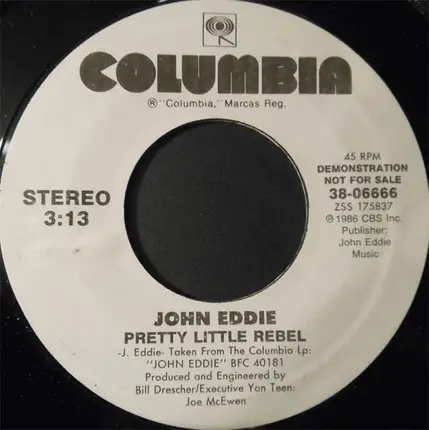 COLUMBIA
®"Columbia," Marcas Reg.
STEREO
3:13
45 RPM
DEMONSTRATION
NOT FOR SALE
38-06666
ZSS 175837
℗ 1986 CBS Inc.
Publisher:
John Eddie
Music
JOHN EDDIE
PRETTY LITTLE REBEL
-J. Eddie- Taken From The Columbia Lp:
"JOHN EDDIE" BFC 40181
Produced and Engineered by
Bill Drescher/Executive Yon Teen:
Joe McEwen